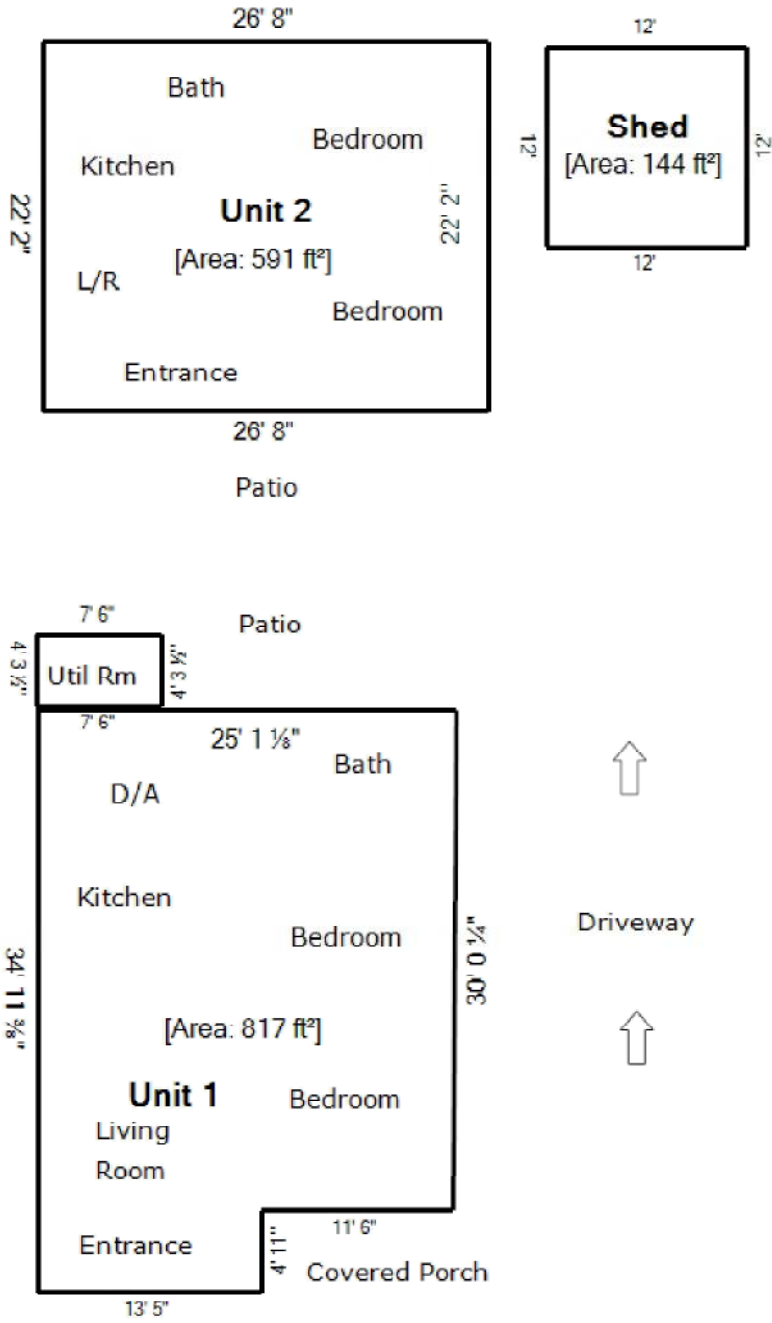 26' 8"
12'
Bath
Bedroom
Kitchen
Unit 2
22' 2"
22' 2"
[Area: 591 ft²]
L/R
Bedroom
Entrance
26' 8"
12'
Shed
[Area: 144 ft²]
12'
12'
Patio
7' 6"
Patio
4' 3 ½"
Util Rm
4' 3 ½"
7' 6"
25' 1 ⅛"
Bath
D/A
Kitchen
Bedroom
34' 11 ⅜"
30' 0 ¼"
Driveway
[Area: 817 ft²]
Unit 1
Bedroom
Living
Room
Entrance
11' 6"
4' 11"
Covered Porch
13' 5"